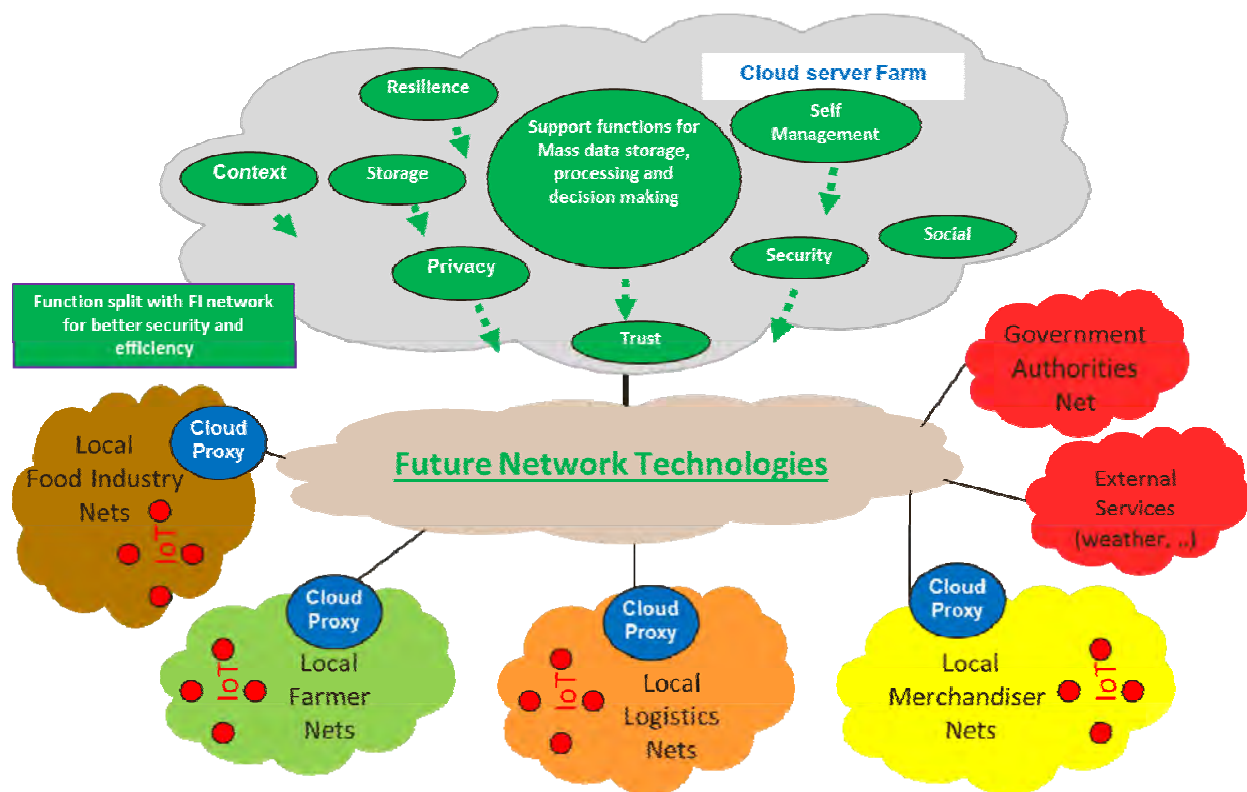 Cloud server Farm
Resilience
Self
Management
Support functions for
Mass data storage,
processing and
decision making
Context
Storage
Social
Security
Privacy
Trust
Function split with FI network
for better security and
efficiency
Government
Authorities
Net
Cloud
Proxy
Local
Food Industry
Nets
IoT
Future Network Technologies
External
Services
(weather, ..)
Cloud
Proxy
Local
Farmer
Nets
IoT
Cloud
Proxy
Local
Logistics
Nets
IoT
Cloud
Proxy
Local
Merchandiser
Nets
IoT